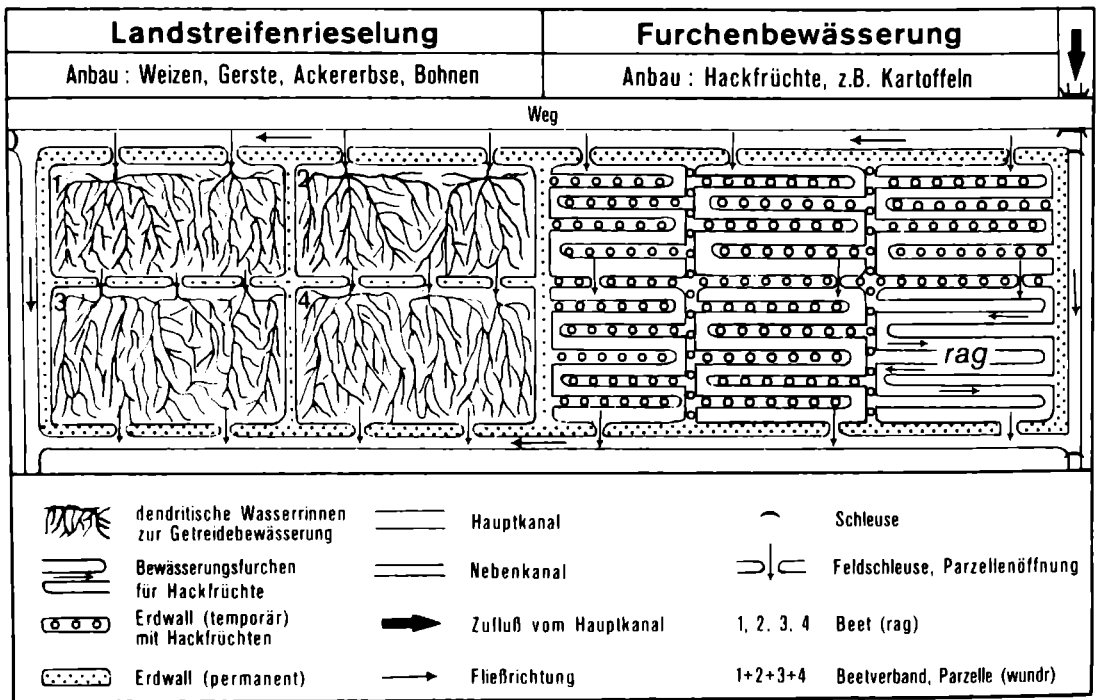 Landstreifenrieselung
Furchenbewässerung
Anbau : Weizen, Gerste, Ackererbse, Bohnen
Anbau : Hackfrüchte, z.B. Kartoffeln
Weg
1
2
3
4
rag
dendritische Wasserrinnen
zur Getreidebewässerung
Bewässerungsfurchen
für Hackfrüchte
Erdwall (temporär)
mit Hackfrüchten
Erdwall (permanent)
Hauptkanal
Nebenkanal
Zufluß vom Hauptkanal
Fließrichtung
Schleuse
Feldschleuse, Parzellenöffnung
1, 2. 3, 4 Beet (rag)
1+2+3+4 Beetverband, Parzelle (wundr)